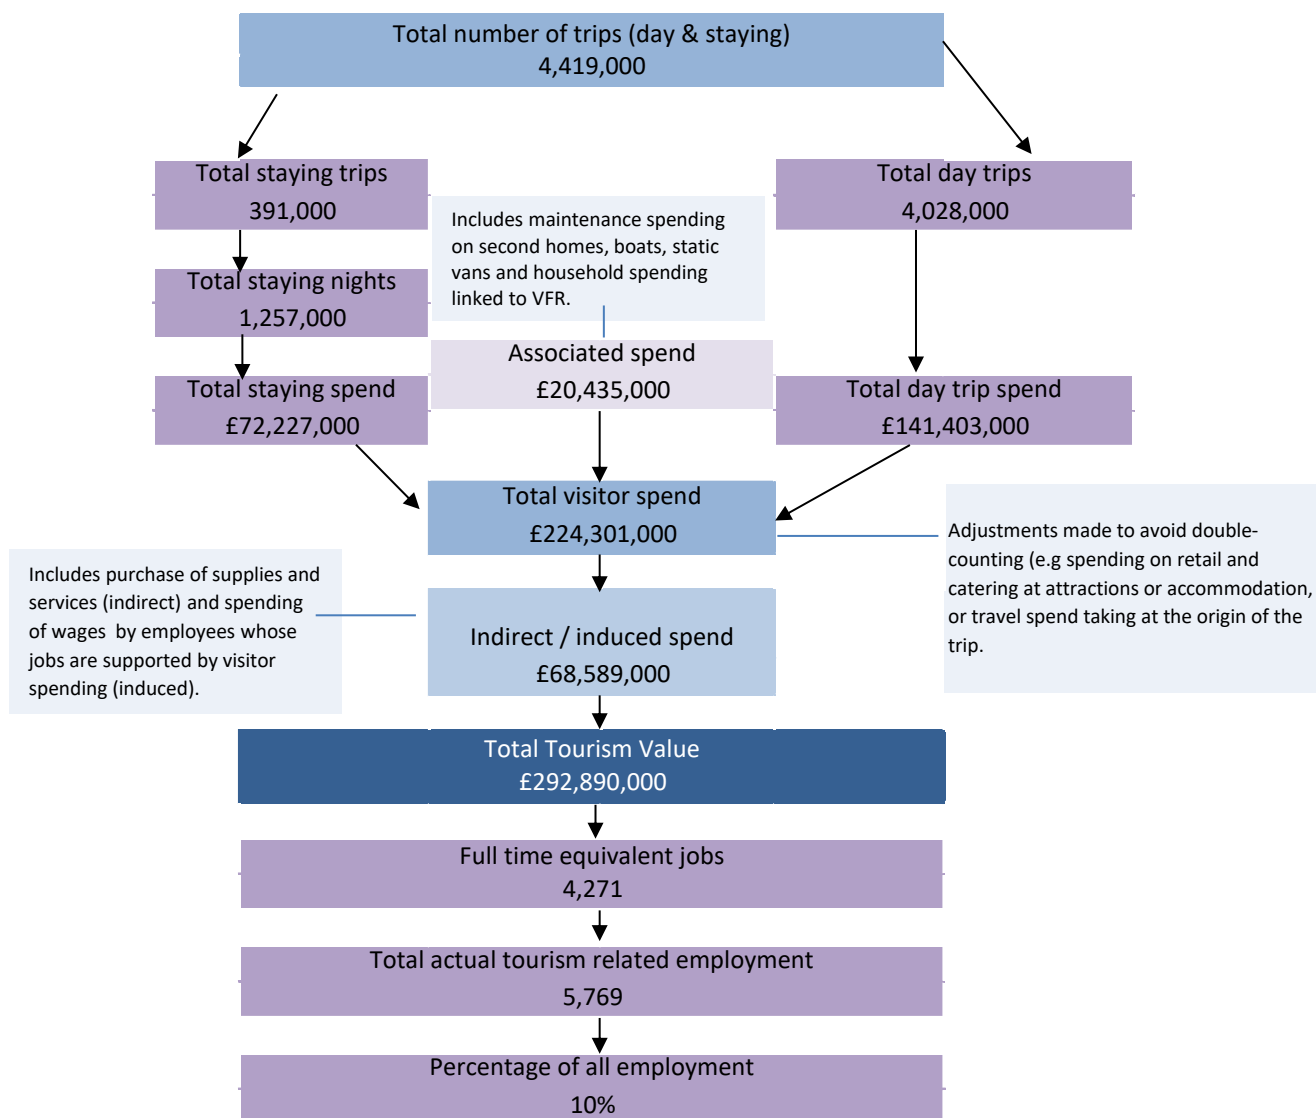 Total number of trips (day & staying)
4,419,000
Total staying trips
391,000
Total day trips
4,028,000
Includes maintenance spending
on second homes, boats, static
vans and household spending
linked to VFR.
Total staying nights
1,257,000
Associated spend
£20,435,000
Total staying spend
£72,227,000
Total day trip spend
£141,403,000
Total visitor spend
£224,301,000
Adjustments made to avoid double-
counting (e.g spending on retail and
catering at attractions or accommodation,
or travel spend taking at the origin of the
trip.
Includes purchase of supplies and
services (indirect) and spending
of wages by employees whose
jobs are supported by visitor
spending (induced).
Indirect / induced spend
£68,589,000
Total Tourism Value
£292,890,000
Full time equivalent jobs
4,271
Total actual tourism related employment
5,769
Percentage of all employment
10%